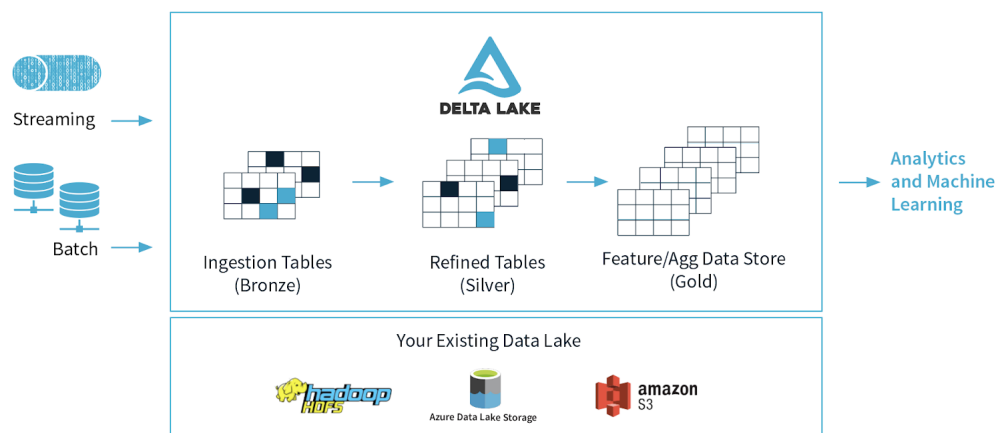 DELTA LAKE
Streaming
Batch
Ingestion Tables
(Bronze)
Refined Tables
(Silver)
Feature/Agg Data Store
(Gold)
Analytics
and Machine
Learning
Your Existing Data Lake
hadoop
HDFS
Azure Data Lake Storage
amazon
S3